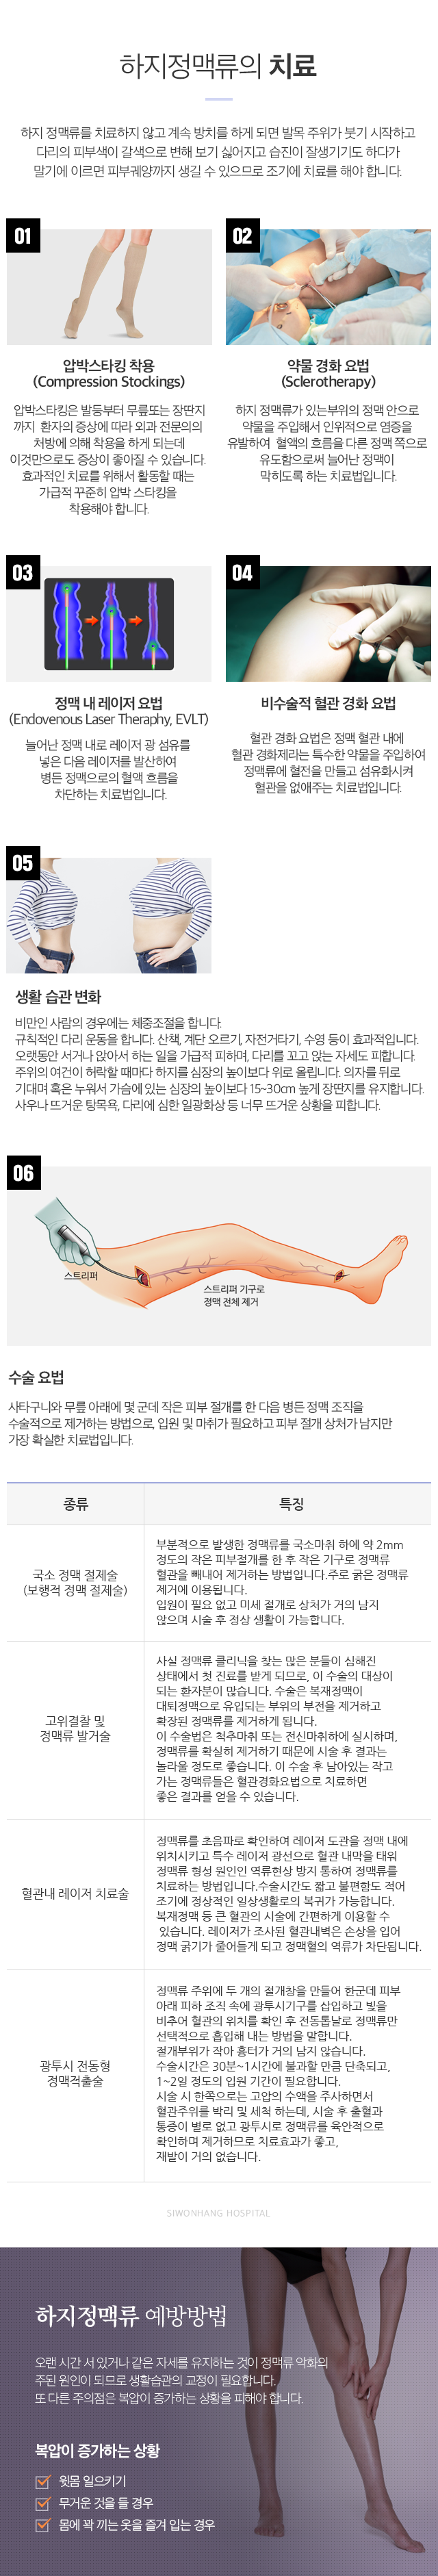 하지정맥류의 치료
하지 정맥류를 치료하지 않고 계속 방치를 하게 되면 발목 주위가 붓기 시작하고
다리의 피부색이 갈색으로 변해 보기 싫어지고 습진이 잘생기기도 하다가
말기에 이르면 피부궤양까지 생길 수 있으므로 조기에 치료를 해야 합니다.
01
압박스타킹 착용
(Compression Stockings)
압박스타킹은 발등부터 무릎또는 장딴지
까지 환자의 증상에 따라 외과 전문의의
처방에 의해 착용을 하게 되는데
이것만으로도 증상이 좋아질 수 있습니다.
효과적인 치료를 위해서 활동할 때는
가급적 꾸준히 압박 스타킹을
착용해야 합니다.
02
약물 경화 요법
(Sclerotherapy)
하지 정맥류가 있는부위의 정맥 안으로
약물을 주입해서 인위적으로 염증을
유발하여 혈액의 흐름을 다른 정맥 쪽으로
유도함으로써 늘어난 정맥이
막히도록 하는 치료법입니다.
03
정맥 내 레이저 요법
(Endovenous Laser Theraphy, EVLT)
늘어난 정맥 내로 레이저 광 섬유를
넣은 다음 레이저를 발산하여
병든 정맥으로의 혈액 흐름을
차단하는 치료법입니다.
04
비수술적 혈관 경화 요법
혈관 경화 요법은 정맥 혈관 내에
혈관 경화제라는 특수한 약물을 주입하여
정맥류에 혈전을 만들고 섬유화시켜
혈관을 없애주는 치료법입니다.
05
생활 습관 변화
비만인 사람의 경우에는 체중조절을 합니다.
규칙적인 다리 운동을 합니다. 산책, 계단 오르기, 자전거타기, 수영 등이 효과적입니다.
오랫동안 서거나 앉아서 하는 일을 가급적 피하며, 다리를 꼬고 앉는 자세도 피합니다.
주위의 여건이 허락할 때마다 하지를 심장의 높이보다 위로 올립니다. 의자를 뒤로
기대며 혹은 누워서 가슴에 있는 심장의 높이보다 15~30cm 높게 장딴지를 유지합니다.
사우나 뜨거운 탕목욕, 다리에 심한 일광화상 등 너무 뜨거운 상황을 피합니다.
06
스트리퍼
스트리퍼 기구로
정맥 전체 제거
수술 요법
사타구니와 무릎 아래에 몇 군데 작은 피부 절개를 한 다음 병든 정맥 조직을
수술적으로 제거하는 방법으로, 입원 및 마취가 필요하고 피부 절개 상처가 남지만
가장 확실한 치료법입니다.
종류
특징
국소 정맥 절제술
(보행적 정맥 절제술)
부분적으로 발생한 정맥류를 국소마취 하에 약 2mm
정도의 작은 피부절개를 한 후 작은 기구로 정맥류
혈관을 빼내어 제거하는 방법입니다.주로 굵은 정맥류
제거에 이용됩니다.
입원이 필요 없고 미세 절개로 상처가 거의 남지
않으며 시술 후 정상 생활이 가능합니다.
고위결찰 및
정맥류 발거술
사실 정맥류 클리닉을 찾는 많은 분들이 심해진
상태에서 첫 진료를 받게 되므로, 이 수술의 대상이
되는 환자분이 많습니다. 수술은 복재정맥이
대퇴정맥으로 유입되는 부위의 부전을 제거하고
확장된 정맥류를 제거하게 됩니다.
이 수술법은 척추마취 또는 전신마취하에 실시하며,
정맥류를 확실히 제거하기 때문에 시술 후 결과는
놀라울 정도로 좋습니다. 이 수술 후 남아있는 작고
가는 정맥류들은 혈관경화요법으로 치료하면
좋은 결과를 얻을 수 있습니다.
혈관내 레이저 치료술
정맥류를 초음파로 확인하여 레이저 도관을 정맥 내에
위치시키고 특수 레이저 광선으로 혈관 내막을 태워
정맥류 형성 원인인 역류현상 방지 통하여 정맥류를
치료하는 방법입니다.수술시간도 짧고 불편함도 적어
조기에 정상적인 일상생활로의 복귀가 가능합니다.
복재정맥 등 큰 혈관의 시술에 간편하게 이용할 수
있습니다. 레이저가 조사된 혈관내벽은 손상을 입어
정맥 굵기가 줄어들게 되고 정맥혈의 역류가 차단됩니다.
광투시 전동형
정맥적출술
정맥류 주위에 두 개의 절개창을 만들어 한군데 피부
아래 피하 조직 속에 광투시기구를 삽입하고 빛을
비추어 혈관의 위치를 확인 후 전동톱날로 정맥류만
선택적으로 흡입해 내는 방법을 말합니다.
절개부위가 작아 흉터가 거의 남지 않습니다.
수술시간은 30분~1시간에 불과할 만큼 단축되고,
1~2일 정도의 입원 기간이 필요합니다.
시술 시 한쪽으로는 고압의 수액을 주사하면서
혈관주위를 박리 및 세척 하는데, 시술 후 출혈과
통증이 별로 없고 광투시로 정맥류를 육안적으로
확인하며 제거하므로 치료효과가 좋고,
재발이 거의 없습니다.
SIWONHANG HOSPITAL
하지정맥류 예방방법
오랜 시간 서 있거나 같은 자세를 유지하는 것이 정맥류 악화의
주된 원인이 되므로 생활습관의 교정이 필요합니다.
또 다른 주의점은 복압이 증가하는 상황을 피해야 합니다.
복압이 증가하는 상황
윗몸 일으키기
무거운 것을 들 경우
몸에 꽉 끼는 옷을 즐겨 입는 경우